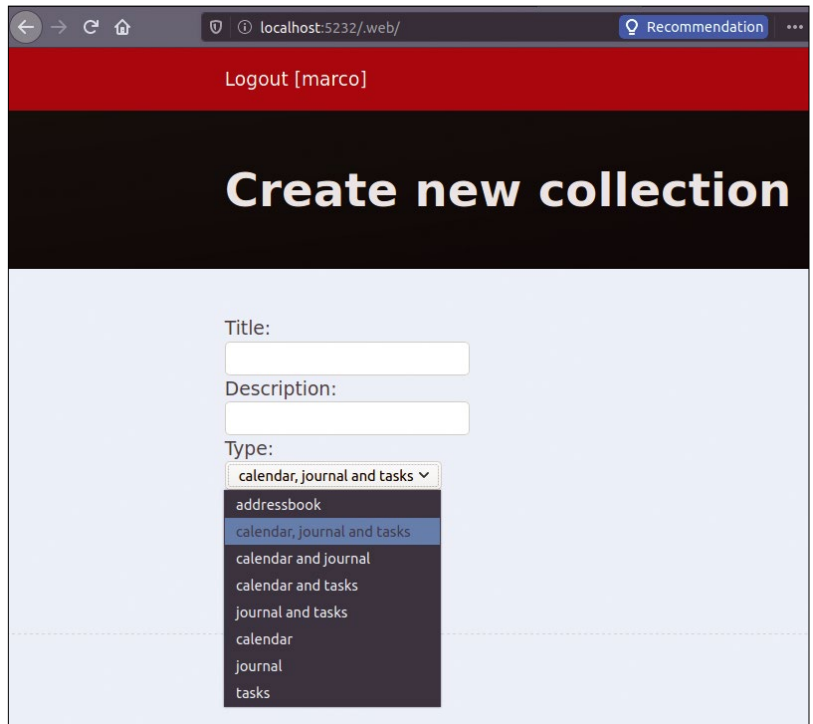 localhost:5232/.web/
Recommendation
Logout [marco]
Create new collection
Title:
Description:
Type:
calendar, journal and tasks
addressbook
calendar, journal and tasks
calendar and journal
calendar and tasks
journal and tasks
calendar
journal
tasks